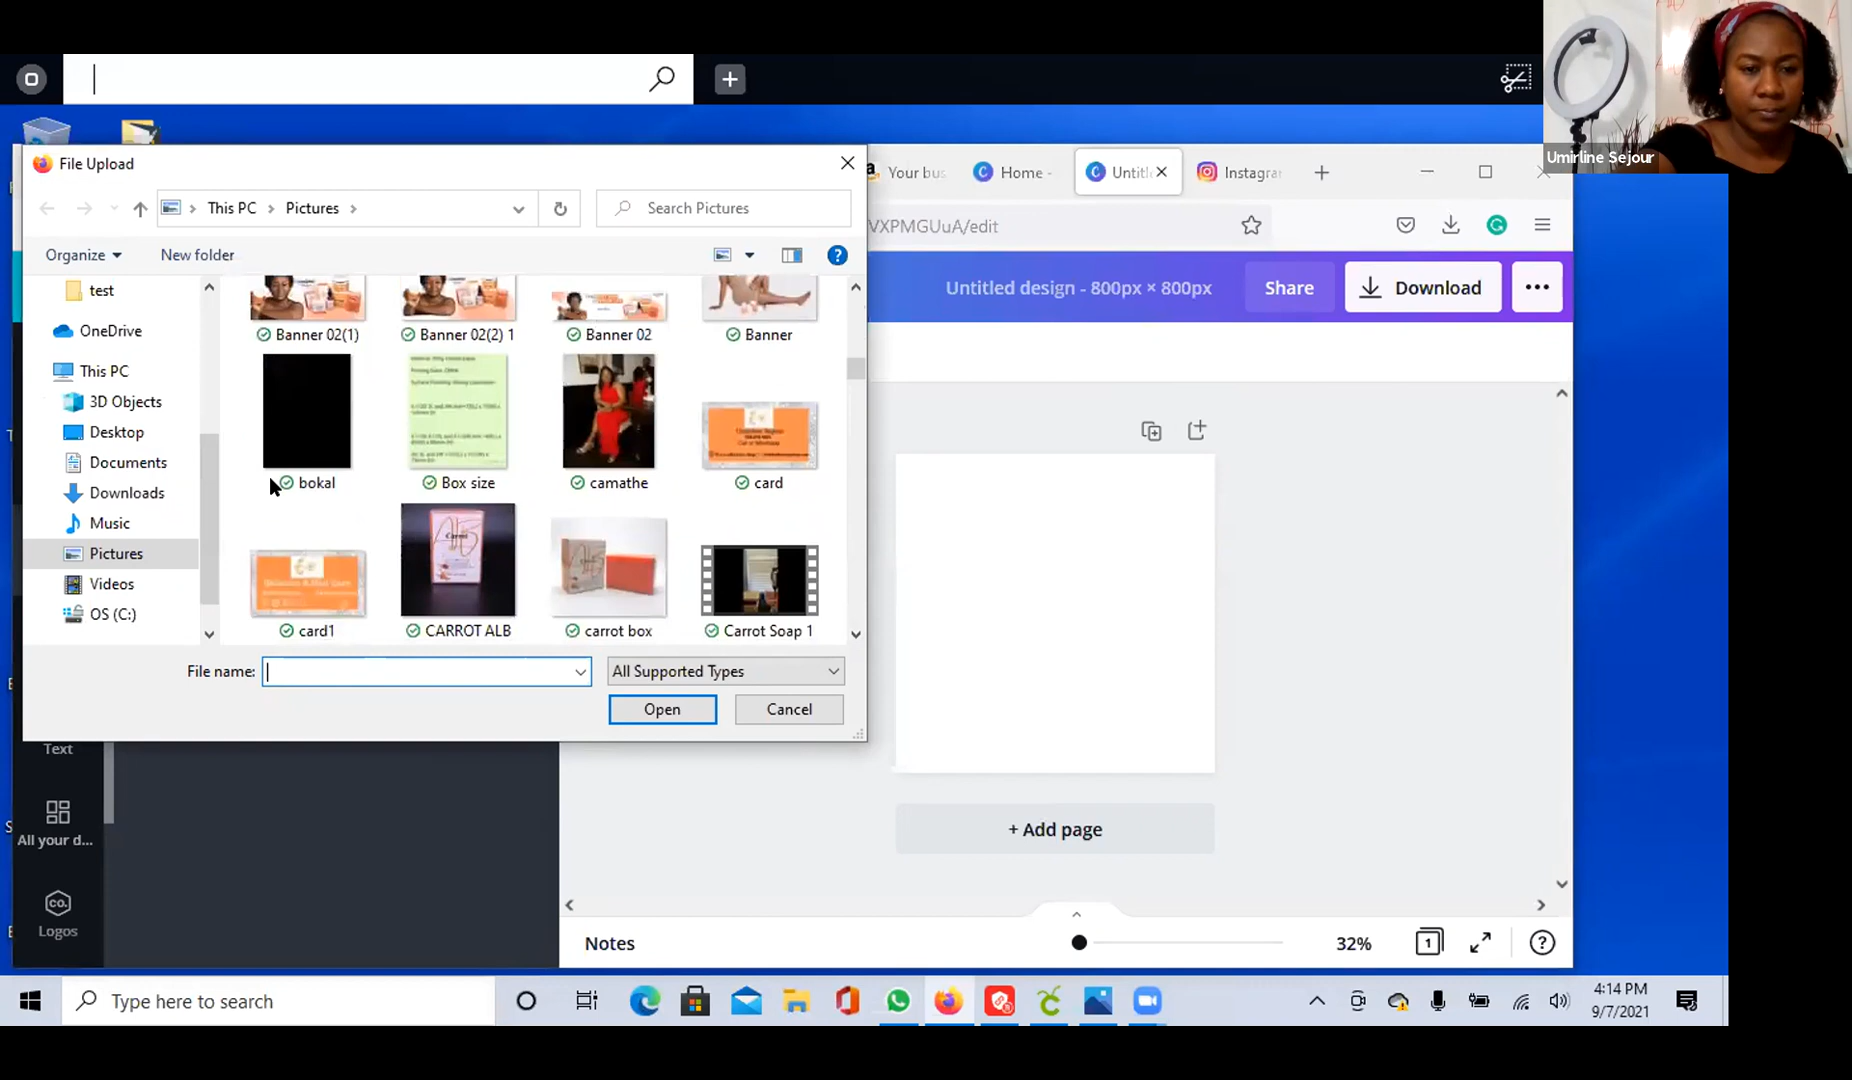 Umirline Sejour
File Upload
Your bus
Home -
Untitl
Instagra
This PC
Pictures
Search Pictures
VXPMGUuA/edit
Organize
New folder
Untitled design - 800px × 800px
Share
Download
test
OneDrive
This PC
3D Objects
Desktop
Documents
Downloads
Music
Pictures
Videos
OS (C:)
Banner 02(1)
Banner 02(2) 1
Banner 02
Banner
bokal
Box size
camathe
card
card1
CARROT ALB
carrot box
Carrot Soap 1
File name:
All Supported Types
Open
Cancel
Text
All your d...
CO.
Logos
+ Add page
Notes
32%
1
Type here to search
4:14 PM
9/7/2021